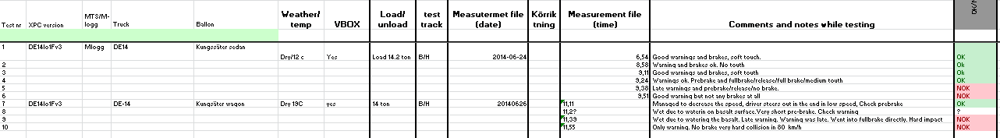 Test nr XPC version MTS/M-logg Truck Ballon Weather/temp VBOX Load/unload test track Measutermet file (date) Körriktning Measurement file (time) Comments and notes while testing
1 DE14lo1Fv3 Mlogg DE14 Kungssäter sedan
Dry/12 c Yes Load 14.2 ton B/H 2014-06-24 6,54 Good warnings and brakes, soft touch. OK
2 8,58 Warning and brakes ok. No touth Ok
3 9,11 Good warnings and brakes, soft touth Ok
4 9,24 Warnings ok. Prebrake and fullbrake/release/full brake/medium touth OK
5 9,38 Late warnings and prebrake/release/no brake. NOK
6 9,51 Good warning but not any brakes at all NOK
7 DE14lo1Fv3 DE-14 Kungsäter wagon Dry 19C yes 14 ton B/H 20140626 11,11 Managed to decrease the speed, driver steers out in the end in low speed, Check prebrake OK
8 11,2? Wet due to waterin on basalt surface.Very short pre-brake. Check warning ?
9 11,39 Wet due to watering the basalt. Late warning. Warning was late. Went into fullbrake directly. Hard impact NOK
10 11,55 Only warning. No brake very hard collision in 80 km/h NOK